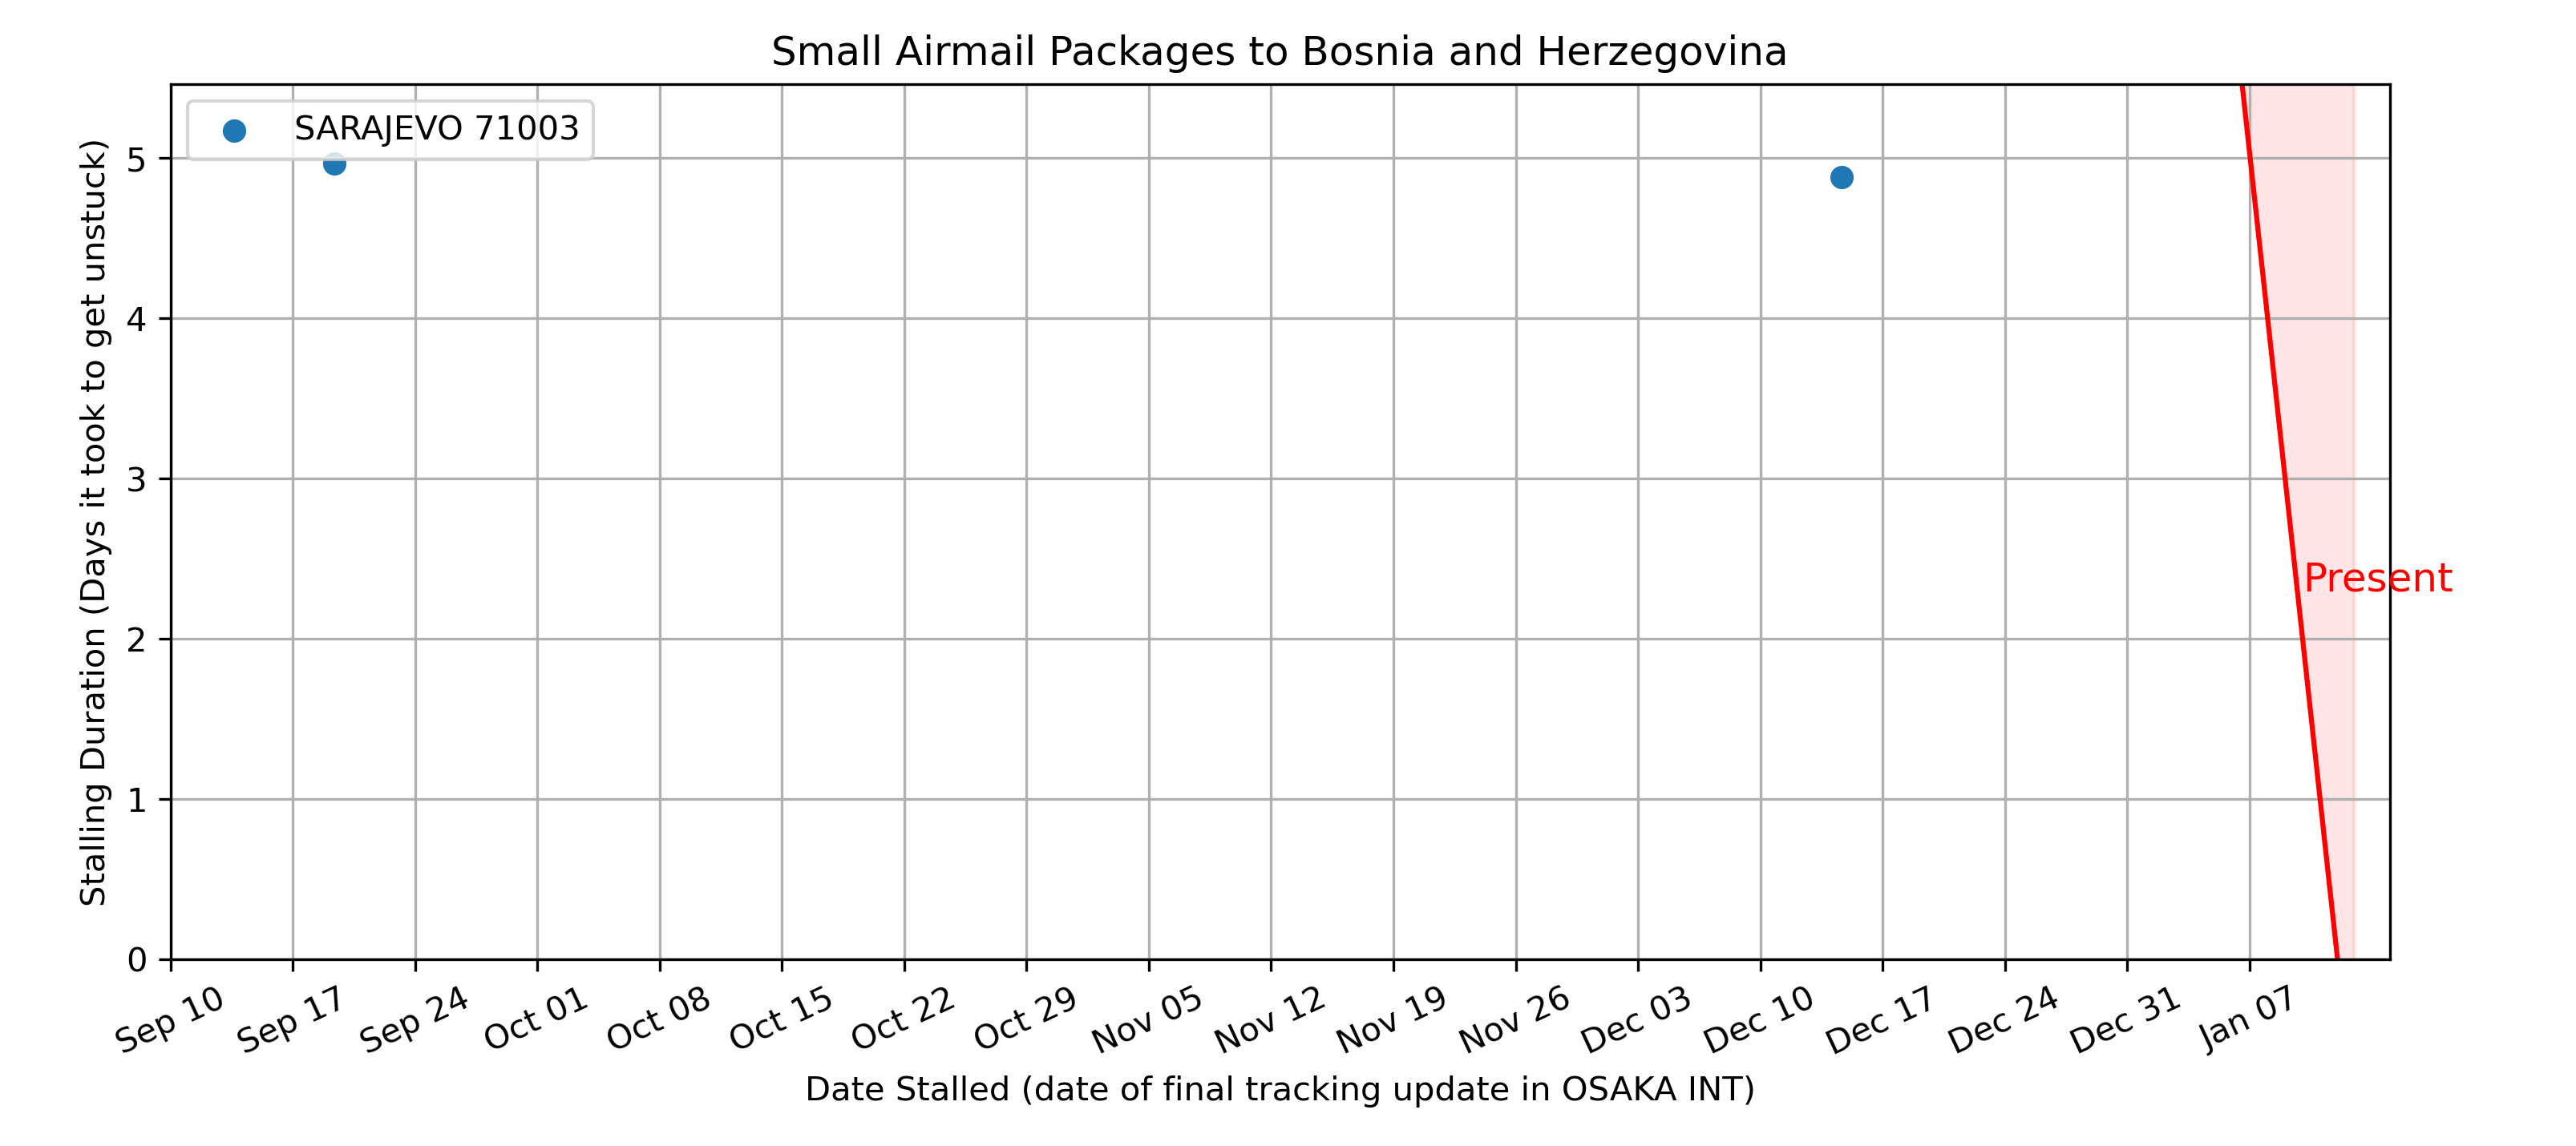 Small Airmail Packages to Bosnia and Herzegovina
SARAJEVO 71003
Stalling Duration (Days it took to get unstuck)
5
4
3
2
1
0
Present
Sep 10
Sep 17
Sep 24
Oct 01
Oct 08
Oct 15
Oct 22
Oct 29
Nov 05
Nov 12
Nov 19
Nov 26
Dec 03
Dec 10
Dec 17
Dec 24
Dec 31
Jan 07
Date Stalled (date of final tracking update in OSAKA INT)